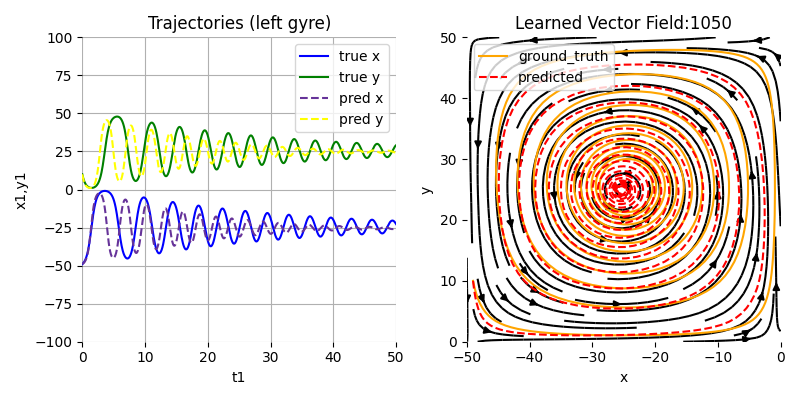 Trajectories (left gyre)
100
75
50
25
0
−25
−50
−75
−100
0
10
20
30
40
50
x1,y1
t1
true x
true y
pred x
pred y
Learned Vector Field:1050
50
40
30
20
10
0
−50
−40
−30
−20
−10
0
y
x
ground_truth
predicted